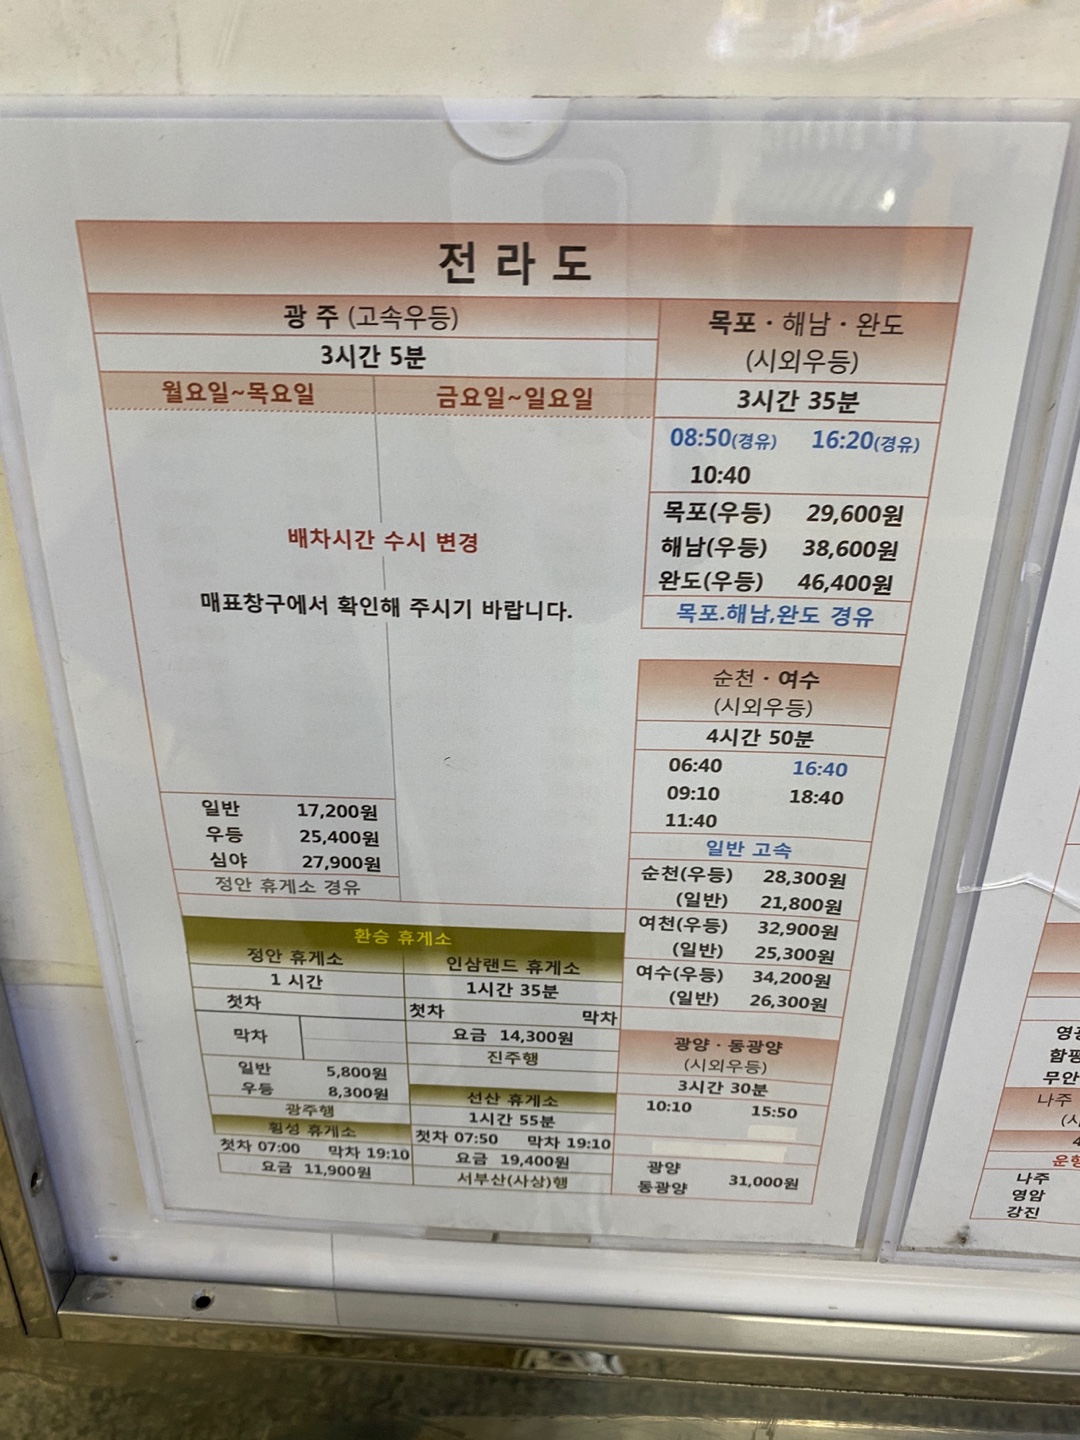 전라도
광 주 (고속우등)
3시간 5분
월요일~목요일 금요일~일요일
배차시간 수시 변경
매표창구에서 확인해 주시기 바랍니다.
일반 17,200원
우등 25,400원
심야 27,900원
정안 휴게소 경유
환승 휴게소
정안 휴게소
1 시간
첫차
막차
일반 5,800원
우등 8,300원
광주행
횡성 휴게소
첫차 07:00 막차 19:10
요금 11,900원
인삼랜드 휴게소
1시간 35분
첫차 막차
요금 14,300원
진주행
선산 휴게소
1시간 55분
첫차 07:50 막차 19:10
요금 19,400원
서부산(사상)행
목포 · 해남 · 완도
(시외우등)
3시간 35분
08:50(경유) 16:20(경유)
10:40
목포(우등) 29,600원
해남(우등) 38,600원
완도(우등) 46,400원
목포.해남,완도 경유
순천 · 여수
(시외우등)
4시간 50분
06:40 16:40
09:10 18:40
11:40
일반 고속
순천(우등) 28,300원
(일반) 21,800원
여천(우등) 32,900원
(일반) 25,300원
여수(우등) 34,200원
(일반) 26,300원
광양 · 동광양
(시외우등)
3시간 30분
10:10 15:50
광양
동광양 31,000원
함평
무안
나주
나주
영암
강진